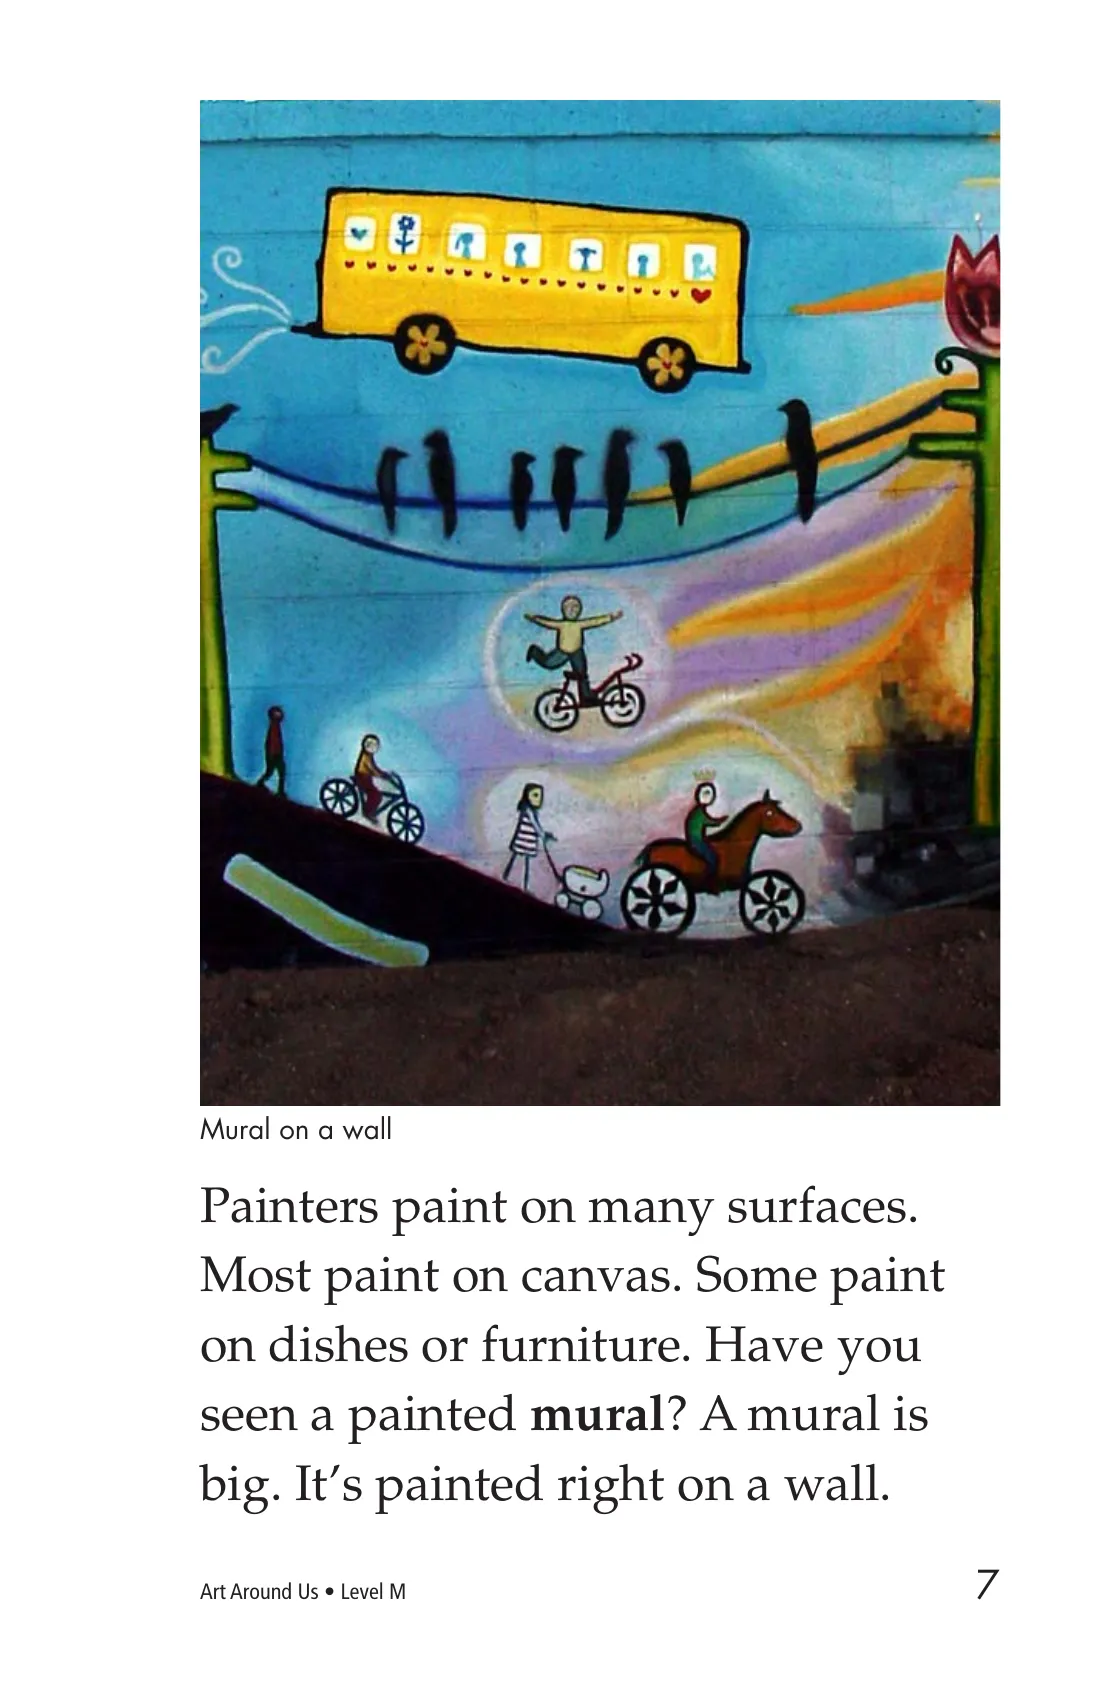 Mural on a wall
Painters paint on many surfaces.
Most paint on canvas. Some paint
on dishes or furniture. Have you
seen a painted mural? A mural is
big. It’s painted right on a wall.
Art Around Us • Level M
7